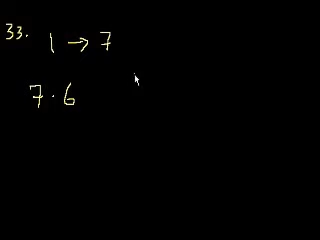 33. 1 → 7
7 · 6